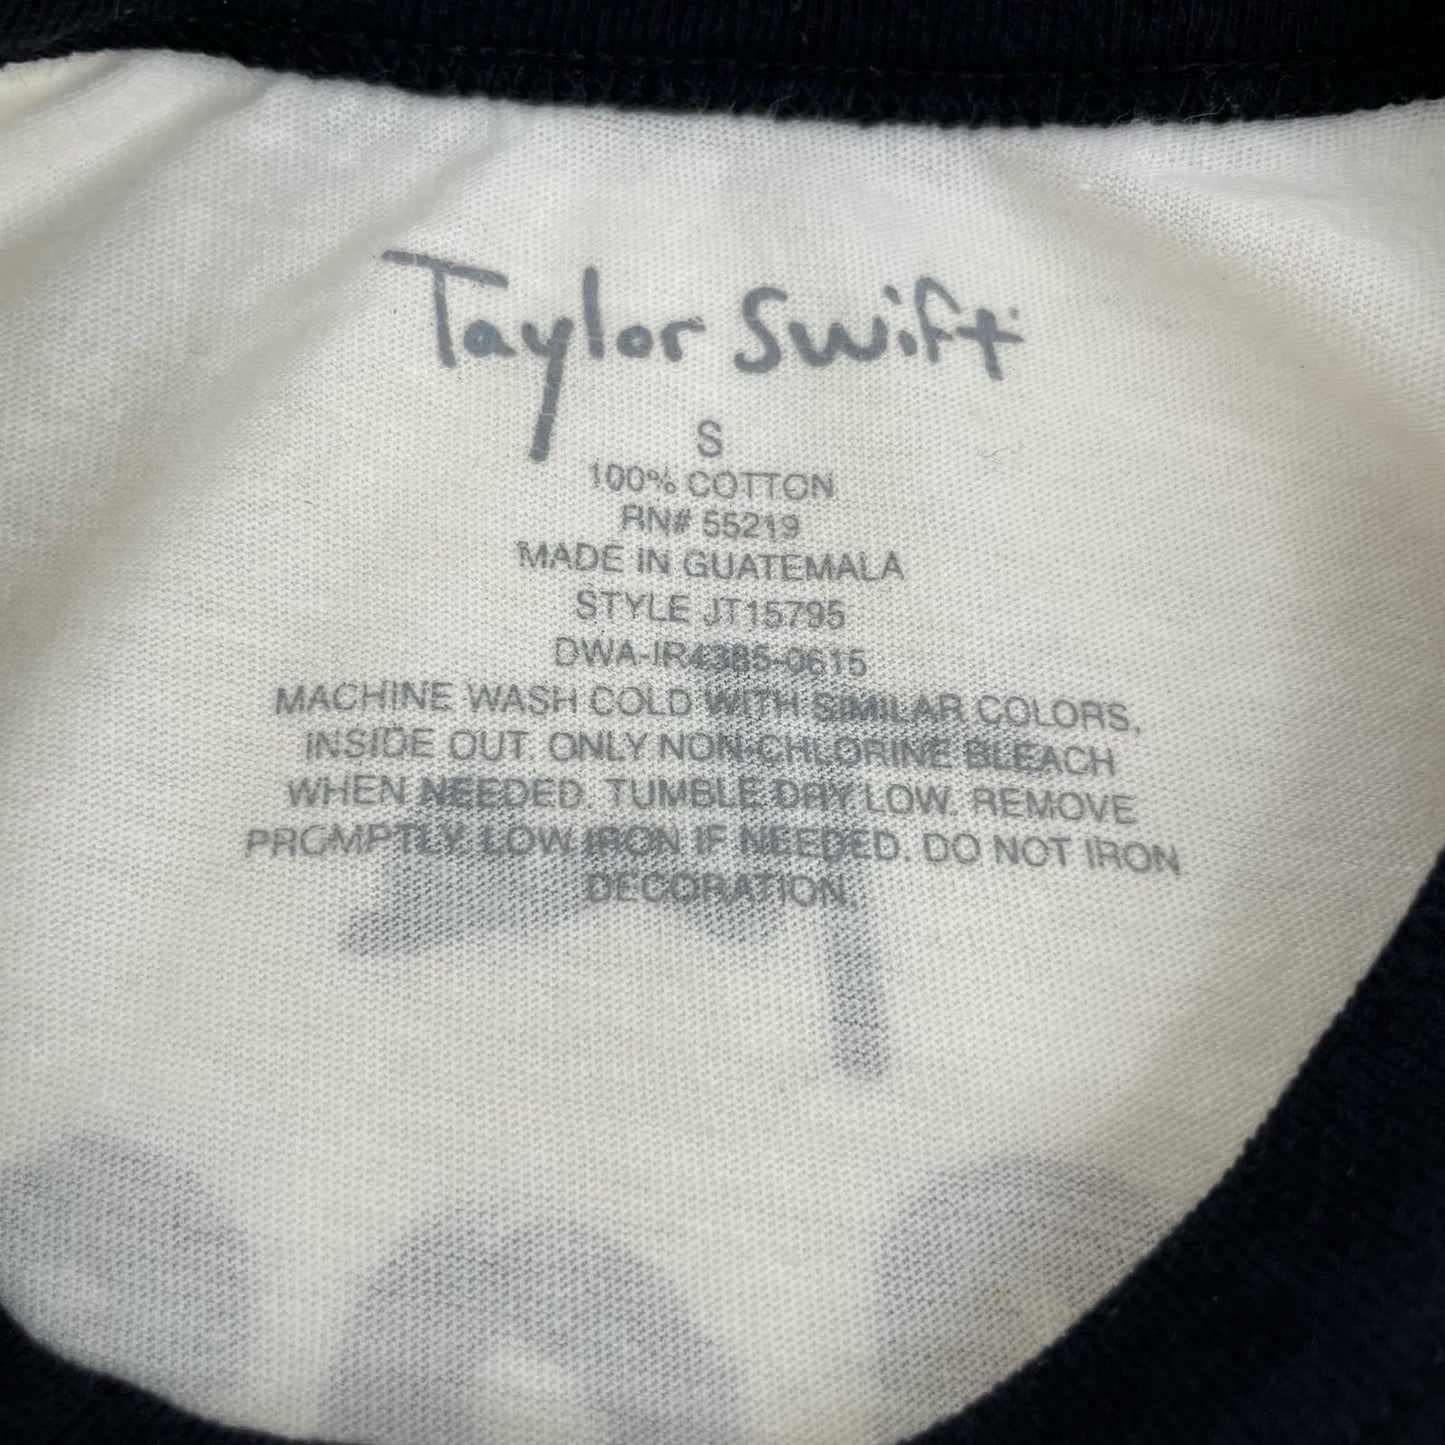 Taylor Swift
S
100% COTTON
RN# 55219
MADE IN GUATEMALA
STYLE JT15795
DWA-IR4385-0615
MACHINE WASH COLD WITH SIMILAR COLORS,
INSIDE OUT. ONLY NON-CHLORINE BLEACH
WHEN NEEDED. TUMBLE DRY LOW. REMOVE
PROMPTLY. LOW IRON IF NEEDED. DO NOT IRON
DECORATION.